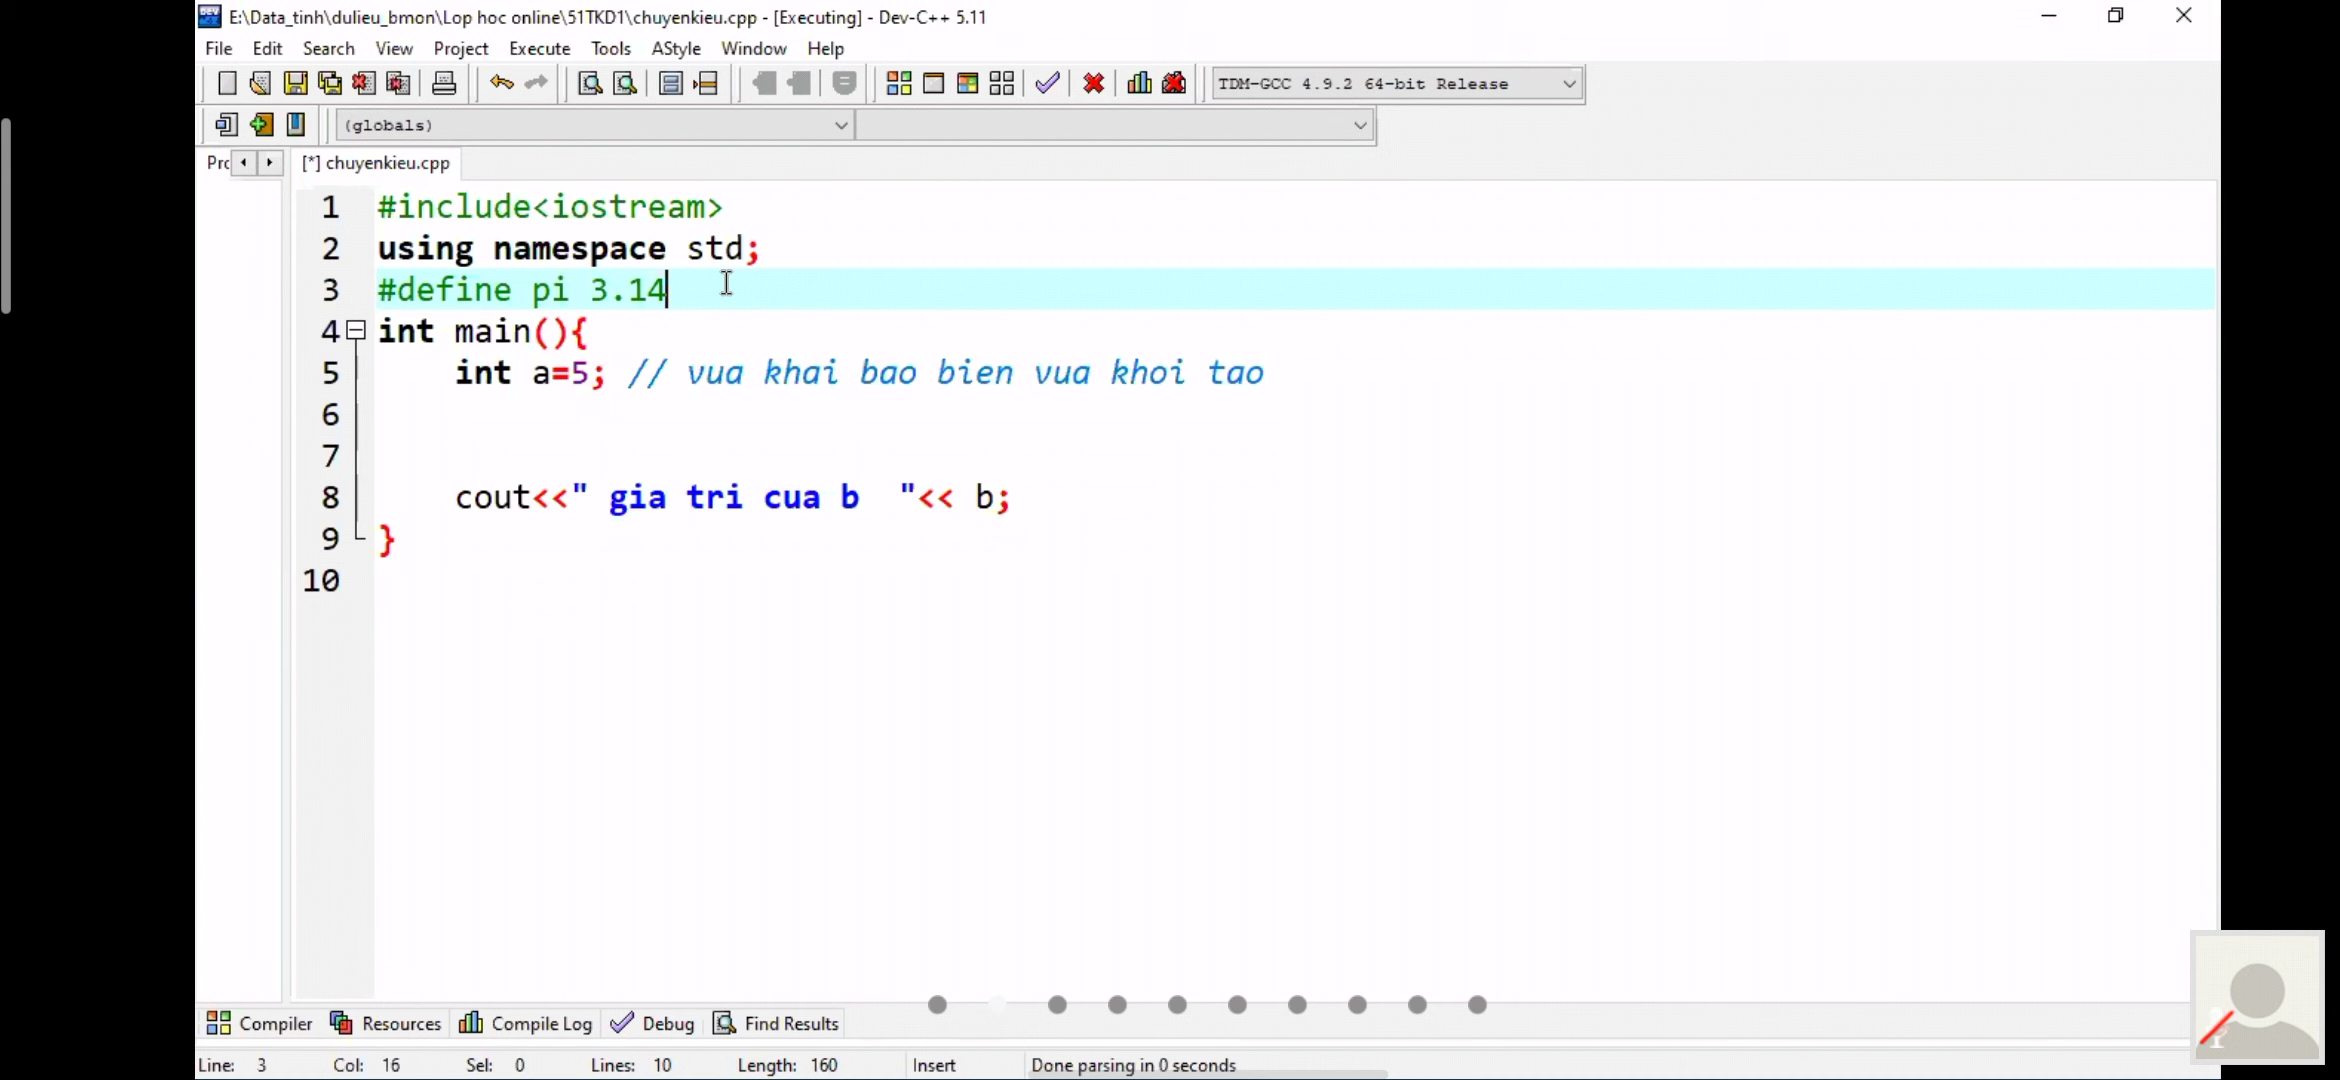 E:\Data_tinh\dulieu_bmon\Lop hoc online\51TKD1\chuyenkieu.cpp - [Executing] - Dev-C++ 5.11
File Edit Search View Project Execute Tools AStyle Window Help
TDM-GCC 4.9.2 64-bit Release
(globals)
Prc [*] chuyenkieu.cpp
1 #include<iostream>
2 using namespace std;
3 #define pi 3.14
4 int main(){
5 int a=5; // vua khai bao bien vua khoi tao
6
7
8 cout<<" gia tri cua b  "<< b;
9 }
10
Compiler Resources Compile Log Debug Find Results
Line: 3 Col: 16 Sel: 0 Lines: 10 Length: 160 Insert Done parsing in 0 seconds